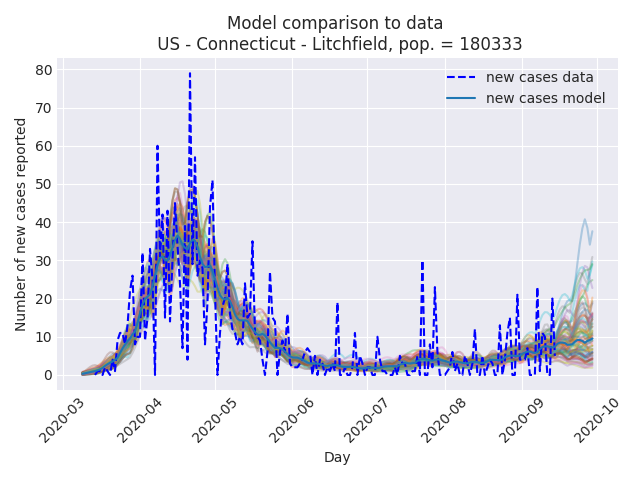 Model comparison to data
US - Connecticut - Litchfield, pop. = 180333
new cases data
new cases model
Number of new cases reported
80
70
60
50
40
30
20
10
0
2020-03
2020-04
2020-05
2020-06
2020-07
2020-08
2020-09
2020-10
Day